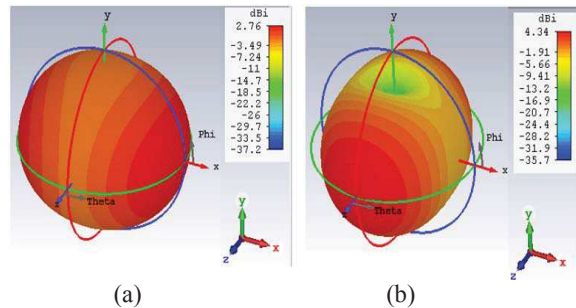 dBi
2.76
-3.49
-7.24
-11
-14.7
-18.5
-22.2
-26
-29.7
-33.5
-37.2
y
Phi
x
z
Theta
y
x
z
dBi
4.34
-1.91
-5.66
-9.41
-13.2
-16.9
-20.7
-24.4
-28.2
-31.9
-35.7
y
Phi
x
Theta
y
x
z
(a) (b)